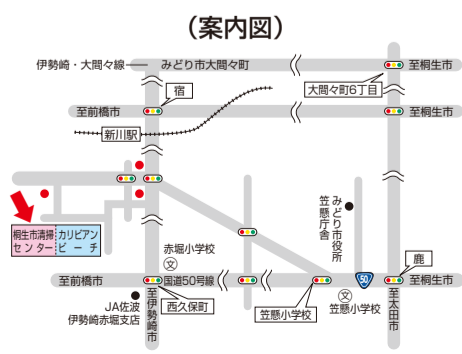 （案内図）
伊勢崎・大間々線
みどり市大間々町
至桐生市
宿
大間々町6丁目
至前橋市
至桐生市
新川駅
桐生市清掃
センター
カリビアン
ビーチ
赤堀小学校
文
みどり市役所
笠懸庁舎
鹿
至前橋市
国道50号線
50
至桐生市
JA佐波
伊勢崎赤堀支店
至伊勢崎市
西久保町
笠懸小学校
文
笠懸小学校
至太田市